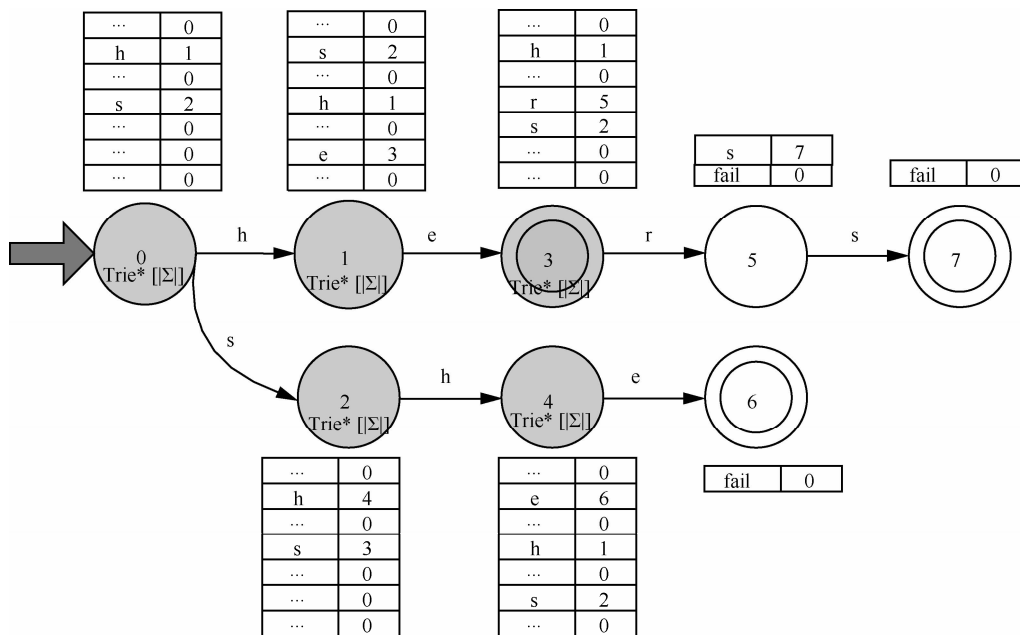 ... 0
h 1
... 0
s 2
... 0
... 0
... 0
... 0
s 2
... 0
h 1
... 0
e 3
... 0
... 0
h 1
... 0
r 5
s 2
... 0
... 0
s 7
fail 0
fail 0
0
Trie* [|Σ|]
h
1
Trie* [|Σ|]
e
3
Trie* [|Σ|]
r
5
s
7
s
2
Trie* [|Σ|]
h
4
Trie* [|Σ|]
e
6
... 0
h 4
... 0
s 3
... 0
... 0
... 0
... 0
e 6
... 0
h 1
... 0
s 2
... 0
fail 0